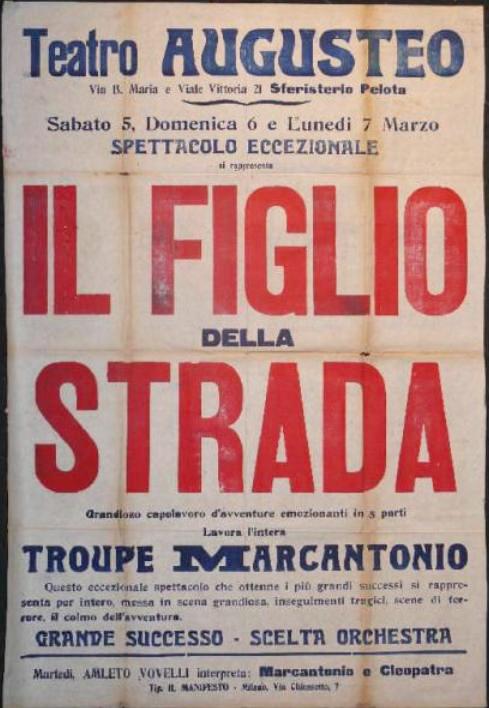 Teatro AUGUSTEO
Via B. Maria e Viale Vittoria 21 Sferisterio Pelota
Sabato 5, Domenica 6 e Lunedi 7 Marzo
SPETTACOLO ECCEZIONALE
si rappresenta
IL FIGLIO
DELLA
STRADA
Grandioso capolavoro d'avventure emozionanti in 5 parti
Lavora l'intera
TROUPE MARCANTONIO
Questo eccezionale spettacolo che ottenne i più grandi successi si rappre-
senta per intero, messa in scena grandiosa, inseguimenti tragici, scene di ter-
rore, il colmo dell'avventura.
GRANDE SUCCESSO - SCELTA ORCHESTRA
Martedi, AMLETO NOVELLI interpreta: Marcantonio e Cleopatra
Tip. IL MANIFESTO - Milano, Via Chiossetto, 7